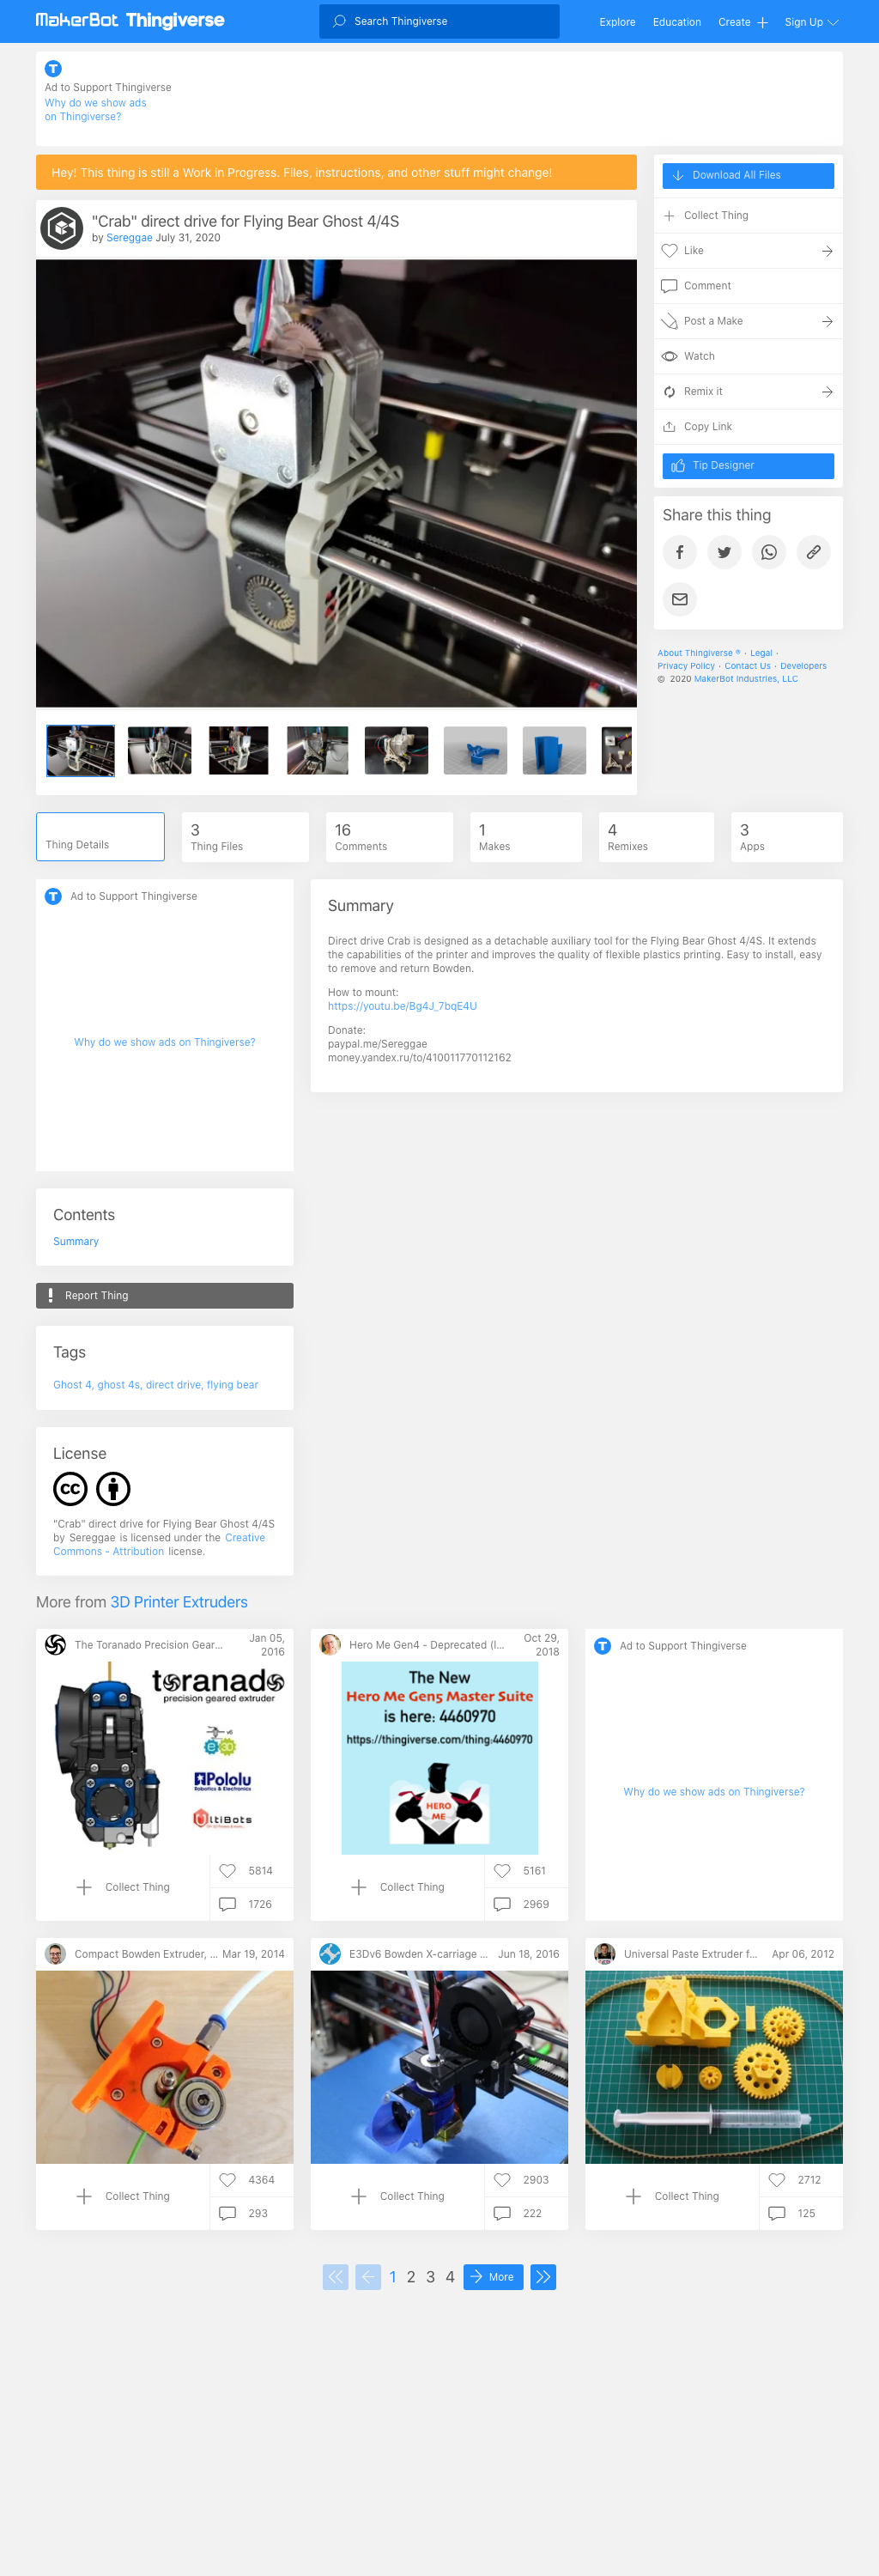 MakerBot Thingiverse
Search Thingiverse
Explore
Education
Create
Sign Up
Ad to Support Thingiverse
Why do we show ads
on Thingiverse?
Hey! This thing is still a Work in Progress. Files, instructions, and other stuff might change!
"Crab" direct drive for Flying Bear Ghost 4/4S
by Sereggae July 31, 2020
Download All Files
Collect Thing
Like
Comment
Post a Make
Watch
Remix it
Copy Link
Tip Designer
Share this thing
About Thingiverse ® · Legal ·
Privacy Policy · Contact Us · Developers
© 2020 MakerBot Industries, LLC
Thing Details
3
Thing Files
16
Comments
1
Makes
4
Remixes
3
Apps
Ad to Support Thingiverse
Why do we show ads on Thingiverse?
Summary
Direct drive Crab is designed as a detachable auxiliary tool for the Flying Bear Ghost 4/4S. It extends
the capabilities of the printer and improves the quality of flexible plastics printing. Easy to install, easy
to remove and return Bowden.
How to mount:
https://youtu.be/Bg4J_7bqE4U
Donate:
paypal.me/Sereggae
money.yandex.ru/to/410011770112162
Contents
Summary
Report Thing
Tags
Ghost 4, ghost 4s, direct drive, flying bear
License
cc
"Crab" direct drive for Flying Bear Ghost 4/4S
by Sereggae is licensed under the Creative
Commons - Attribution license.
More from 3D Printer Extruders
The Toranado Precision Gear...
Jan 05,
2016
toranado
precision geared extruder
v6
e3D
Pololu
Robotics & Electronics
UltiBots
Collect Thing
5814
1726
Hero Me Gen4 - Deprecated (I...
Oct 29,
2018
The New
Hero Me Gen5 Master Suite
is here: 4460970
https://thingiverse.com/thing:4460970
HERO
ME
Collect Thing
5161
2969
Ad to Support Thingiverse
Why do we show ads on Thingiverse?
Compact Bowden Extruder, ...
Mar 19, 2014
Collect Thing
4364
293
E3Dv6 Bowden X-carriage ...
Jun 18, 2016
Collect Thing
2903
222
Universal Paste Extruder f...
Apr 06, 2012
Collect Thing
2712
125
1 2 3 4
More